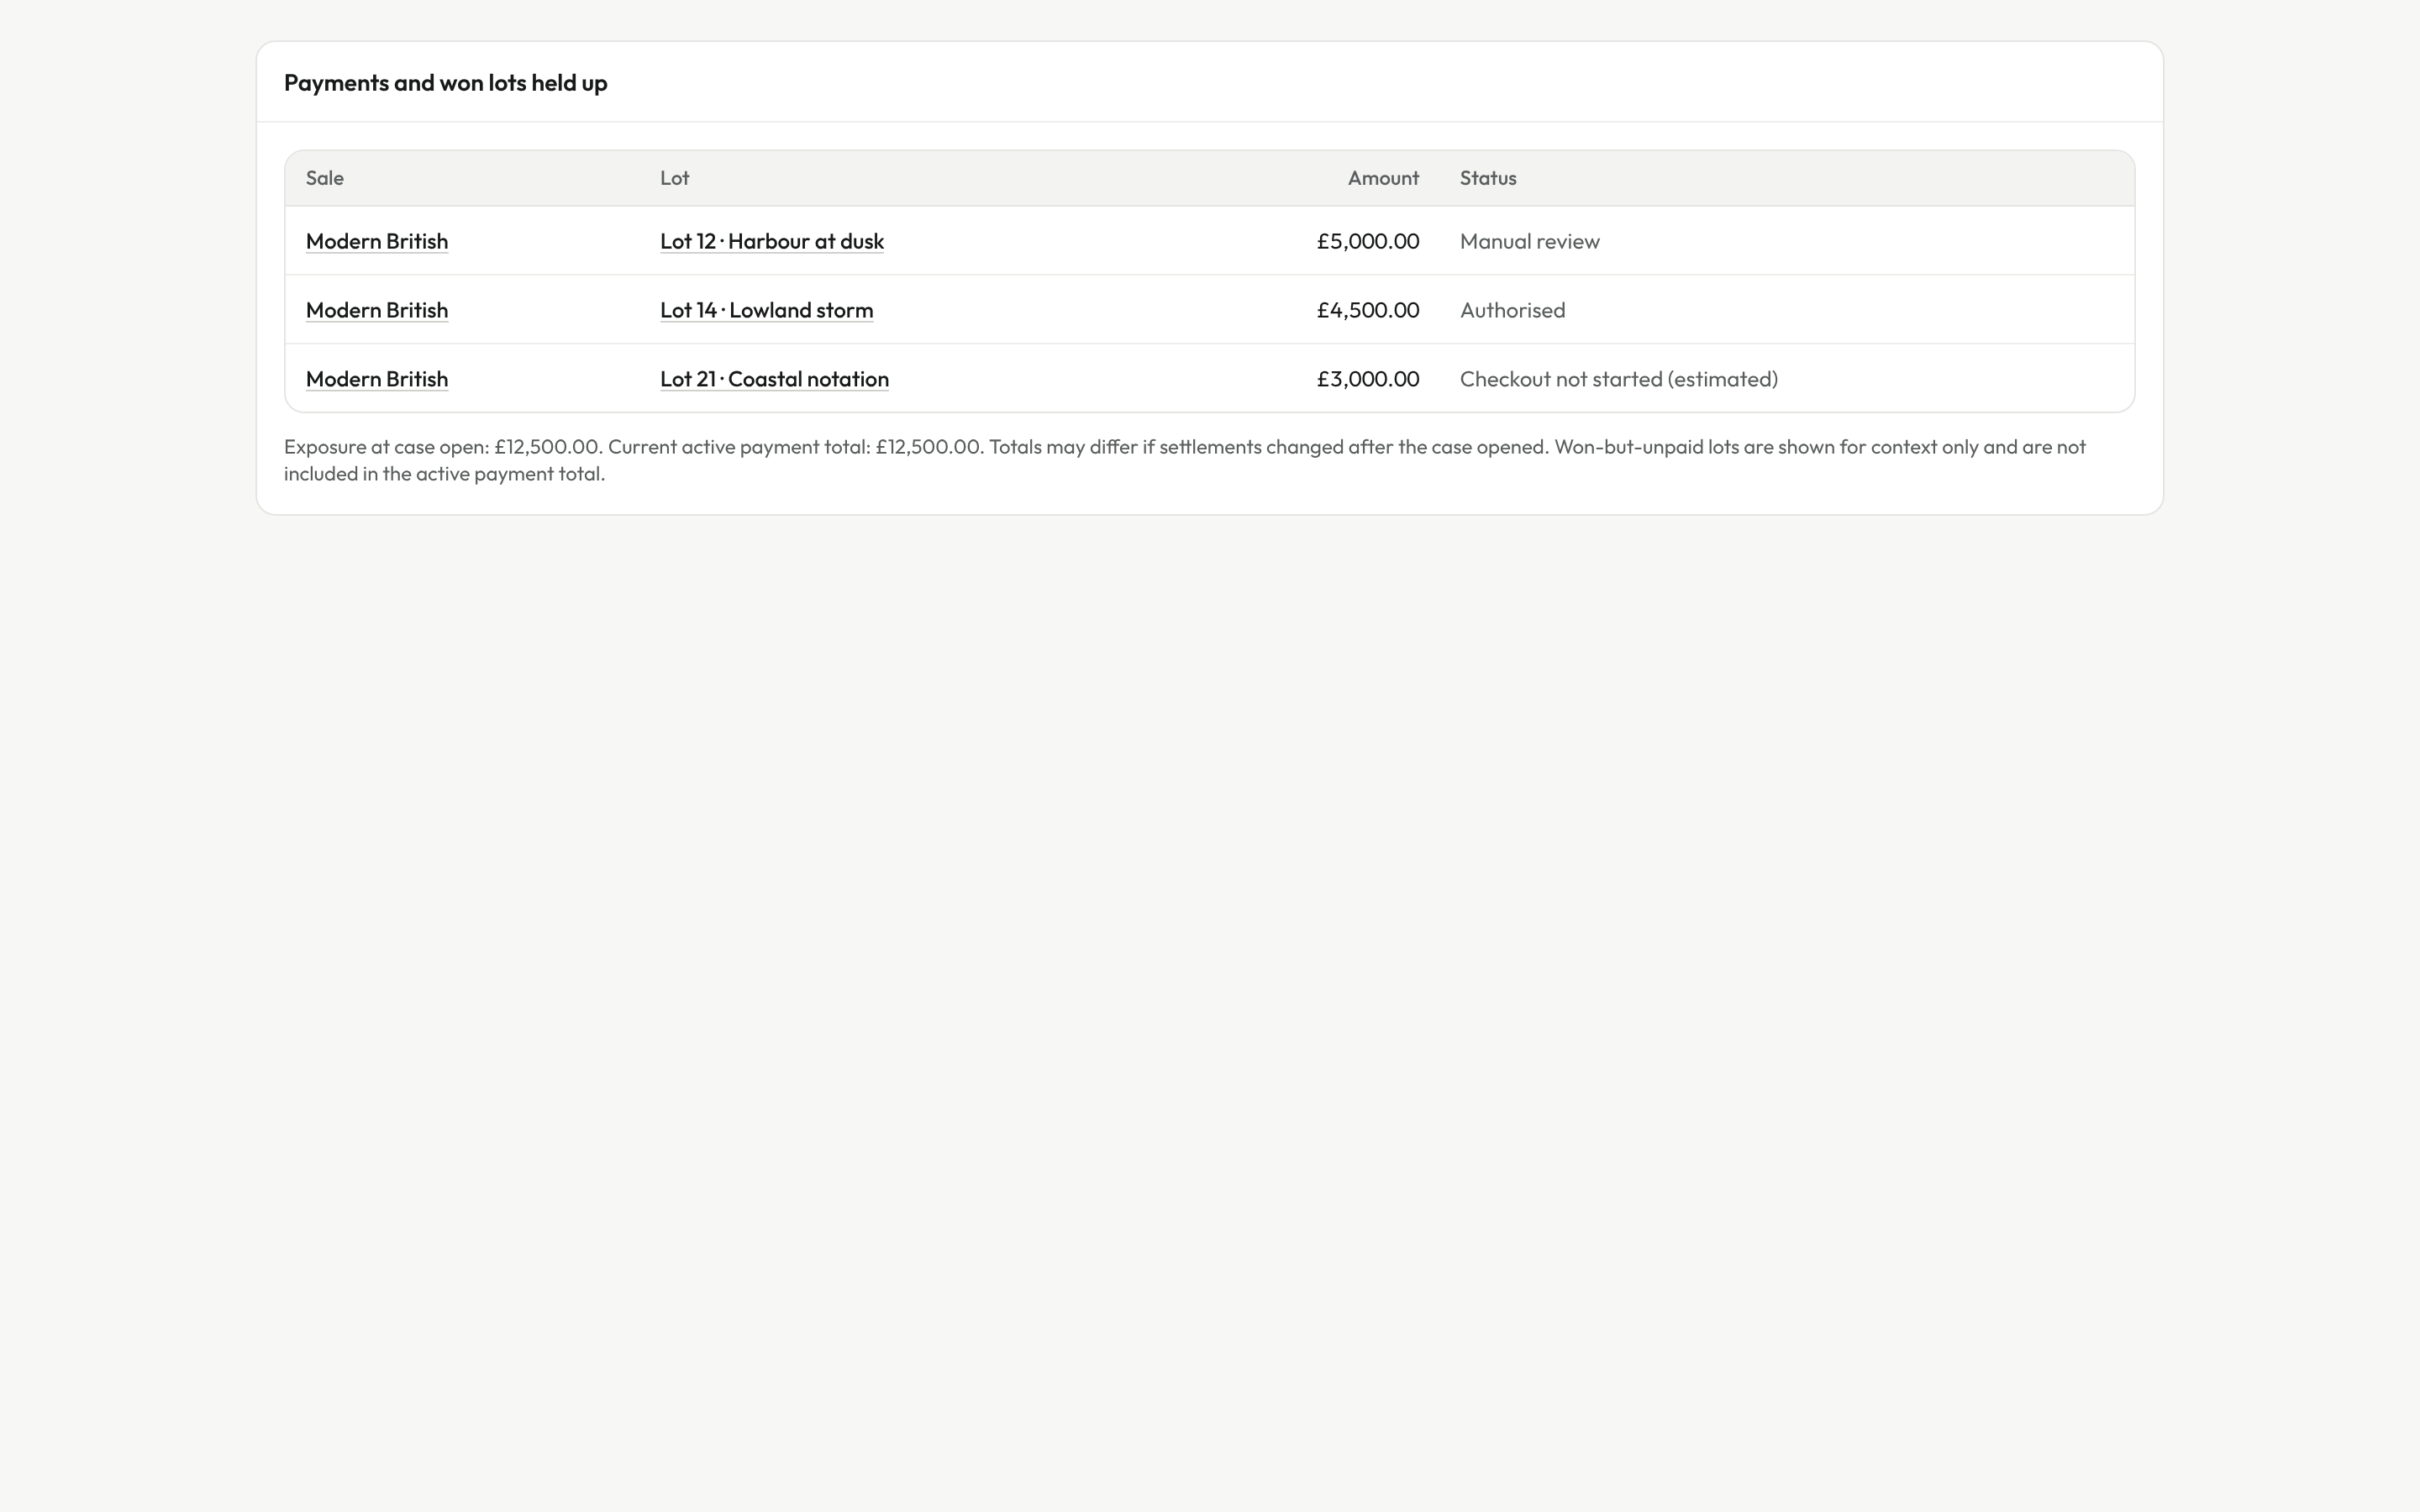 Payments and won lots held up
Sale Lot Amount Status
Modern British Lot 12 · Harbour at dusk £5,000.00 Manual review
Modern British Lot 14 · Lowland storm £4,500.00 Authorised
Modern British Lot 21 · Coastal notation £3,000.00 Checkout not started (estimated)
Exposure at case open: £12,500.00. Current active payment total: £12,500.00. Totals may differ if settlements changed after the case opened. Won-but-unpaid lots are shown for context only and are not
included in the active payment total.